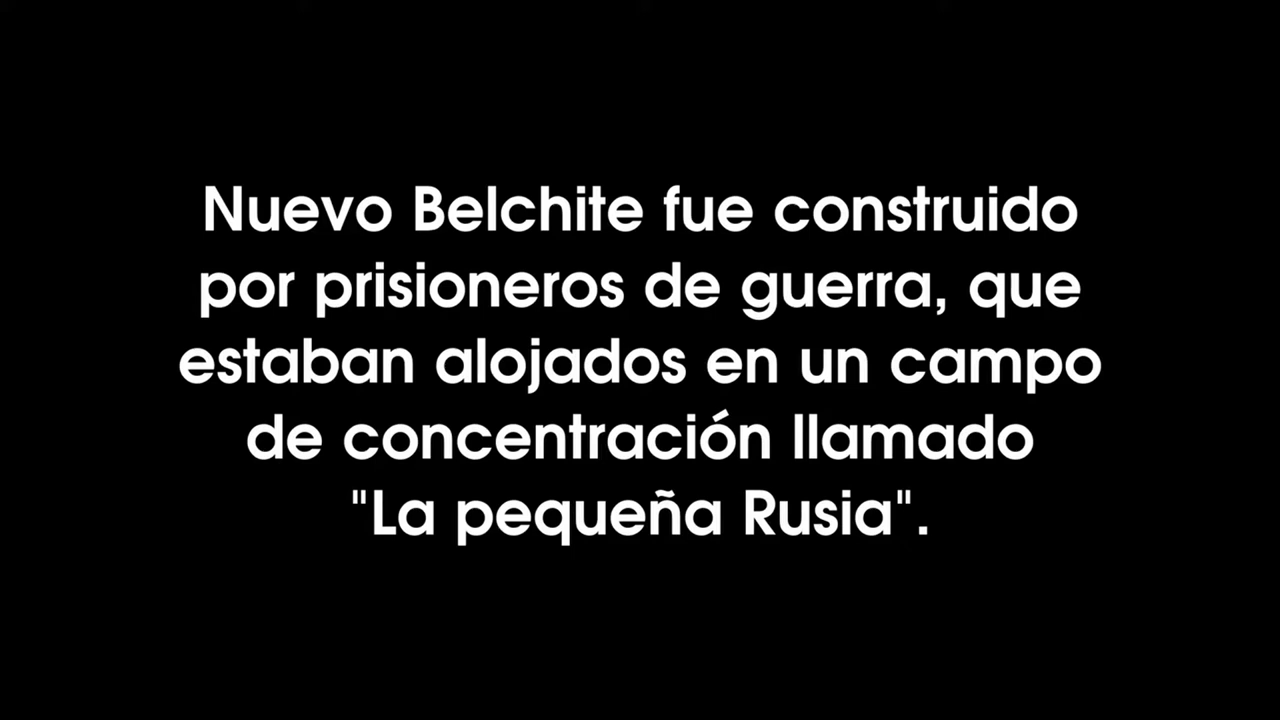 Nuevo Belchite fue construido
por prisioneros de guerra, que
estaban alojados en un campo
de concentración llamado
"La pequeña Rusia".